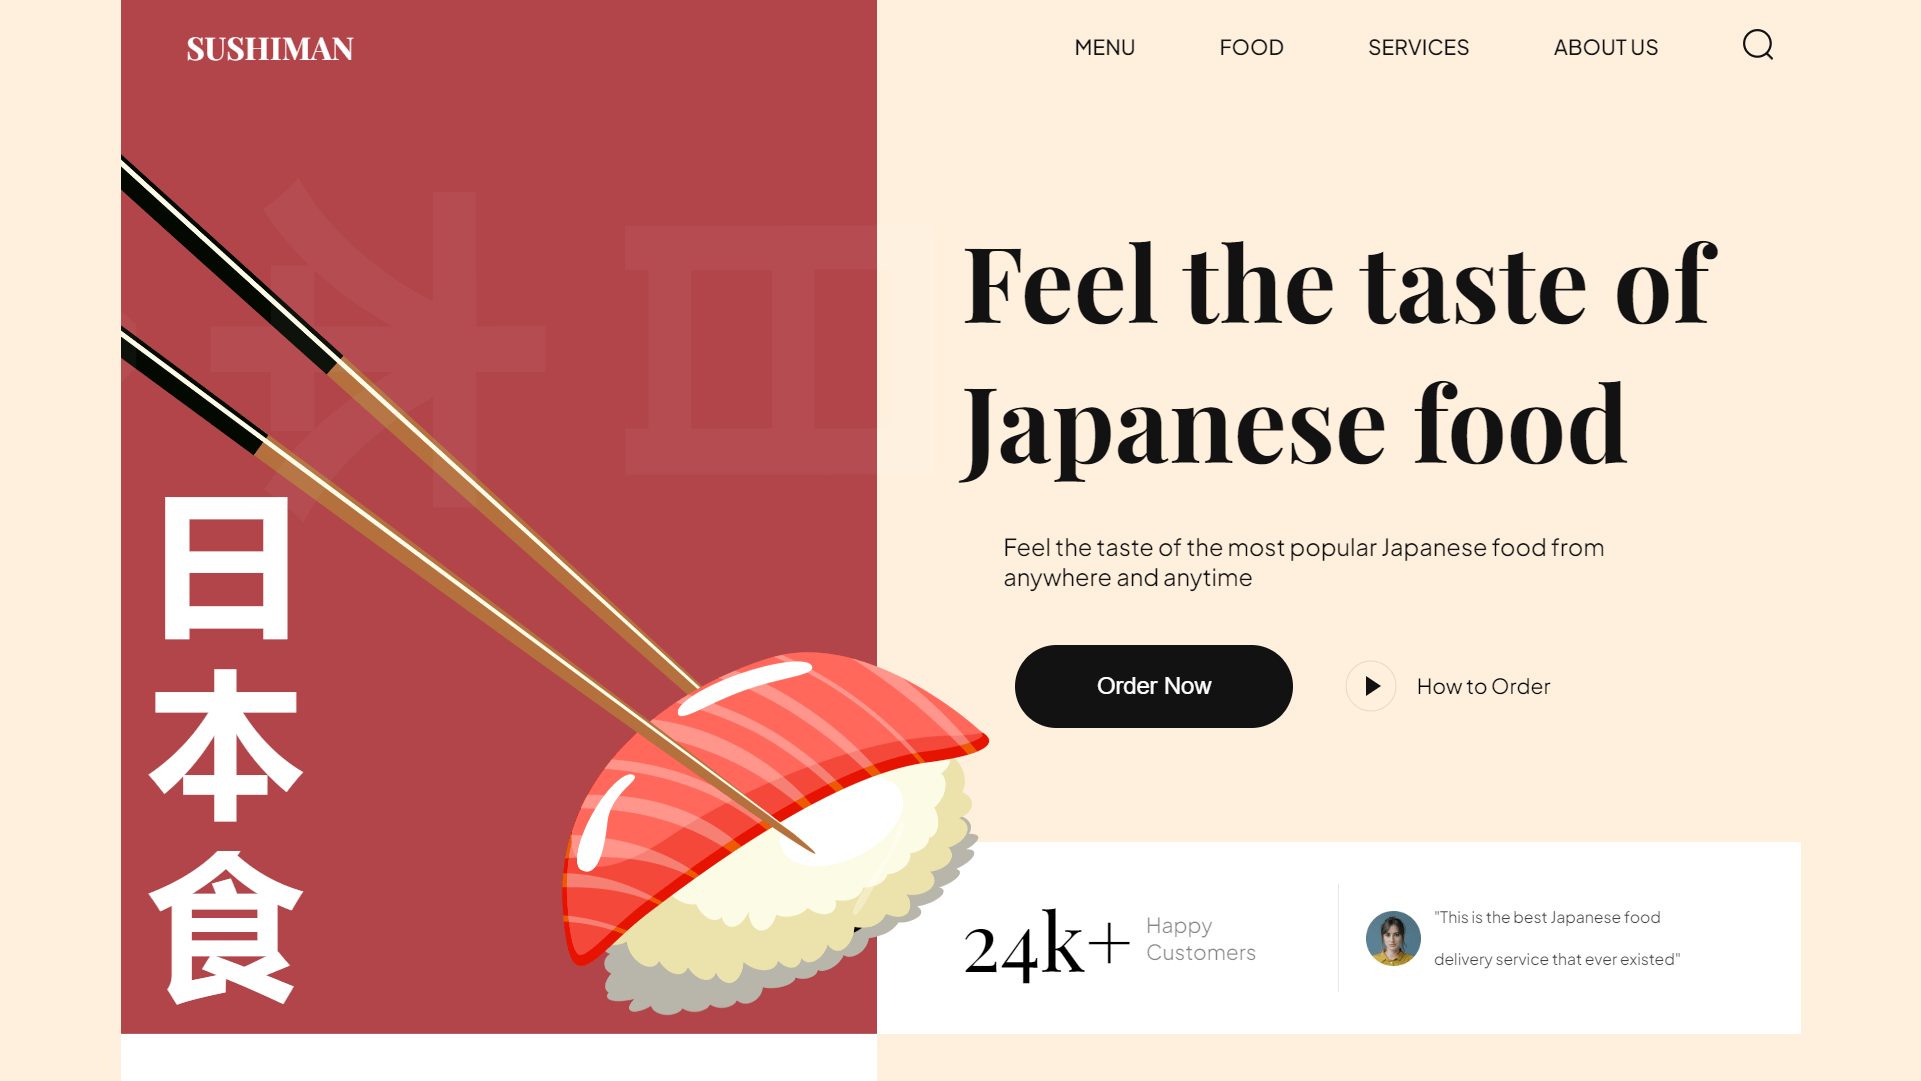 SUSHIMAN
MENU
FOOD
SERVICES
ABOUT US
Feel the taste of
Japanese food
Feel the taste of the most popular Japanese food from
anywhere and anytime
Order Now
How to Order
日
本
食
24k+
Happy
Customers
"This is the best Japanese food
delivery service that ever existed"